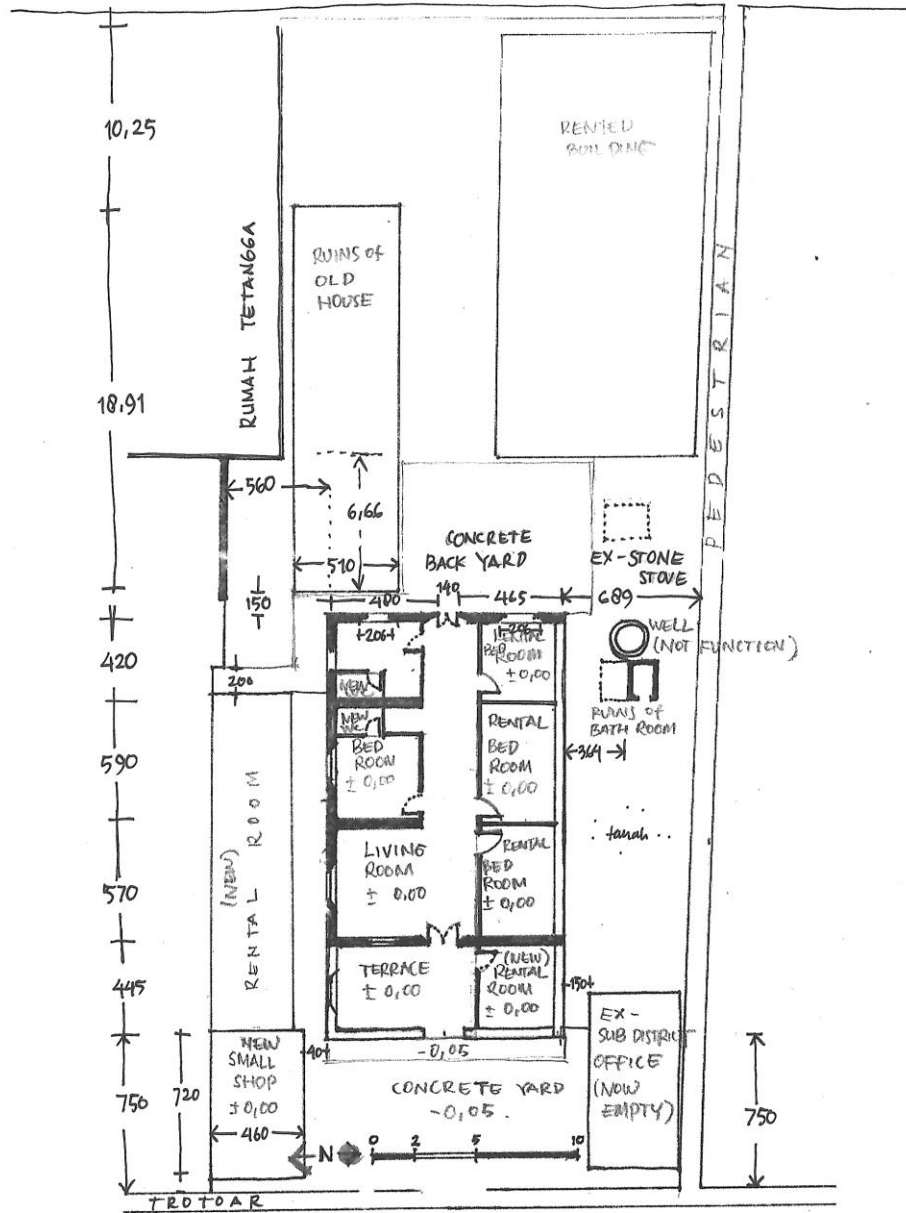 10,25
RENTED
BUILDING
RUMAH TETANGGA
RUINS of
OLD
HOUSE
PEDESTRIAN
18,91
560
6,66
510
CONCRETE
BACK YARD
EX-STONE
STOVE
150
400
140
465
689
206
206
RENTAL
BED
ROOM
± 0,00
WELL
(NOT FUNCTION)
420
200
NEW
WC
NEW
WC
RUINS of
BATH ROOM
364
BED
ROOM
± 0,00
RENTAL
BED
ROOM
± 0,00
590
(NEW)
RENTAL ROOM
tanah
LIVING
ROOM
± 0,00
RENTAL
BED
ROOM
± 0,00
570
TERRACE
± 0,00
(NEW)
RENTAL
ROOM
± 0,00
445
150
EX-
SUB DISTRICT
OFFICE
(NOW
EMPTY)
NEW
SMALL
SHOP
±0,00
40
-0,05
CONCRETE YARD
-0,05.
750
720
460
750
N
0 2 5 10
TROTOAR